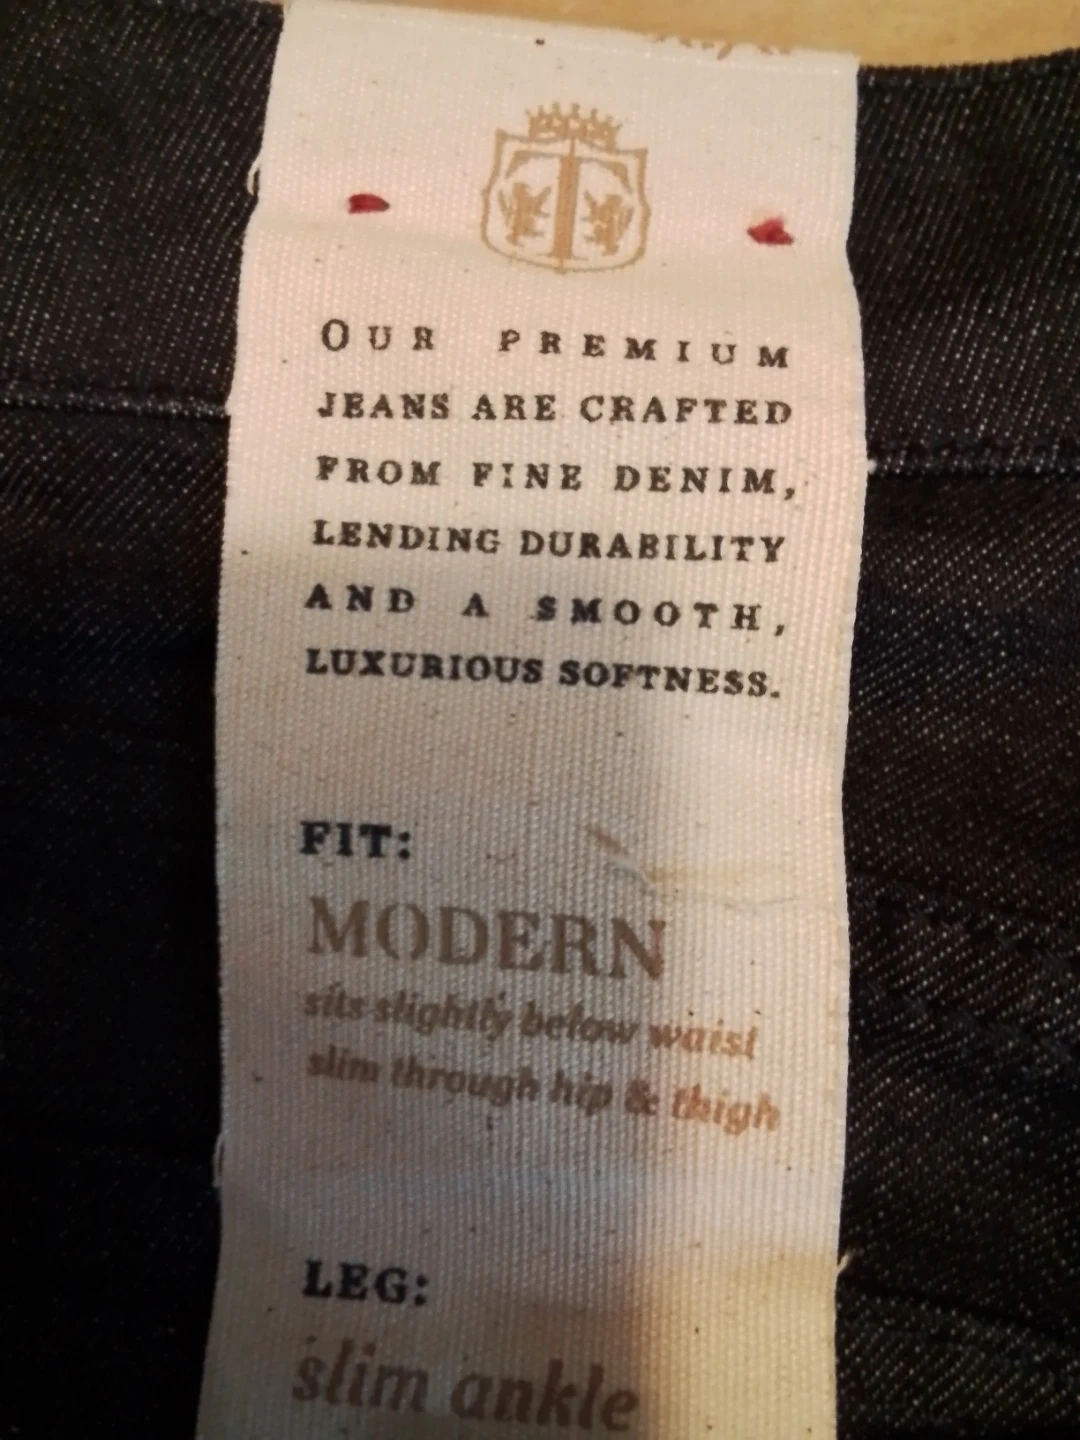 OUR PREMIUM
JEANS ARE CRAFTED
FROM FINE DENIM,
LENDING DURABILITY
AND A SMOOTH,
LUXURIOUS SOFTNESS.
FIT:
MODERN
sits slightly below waist
slim through hip & thigh
LEG:
slim ankle